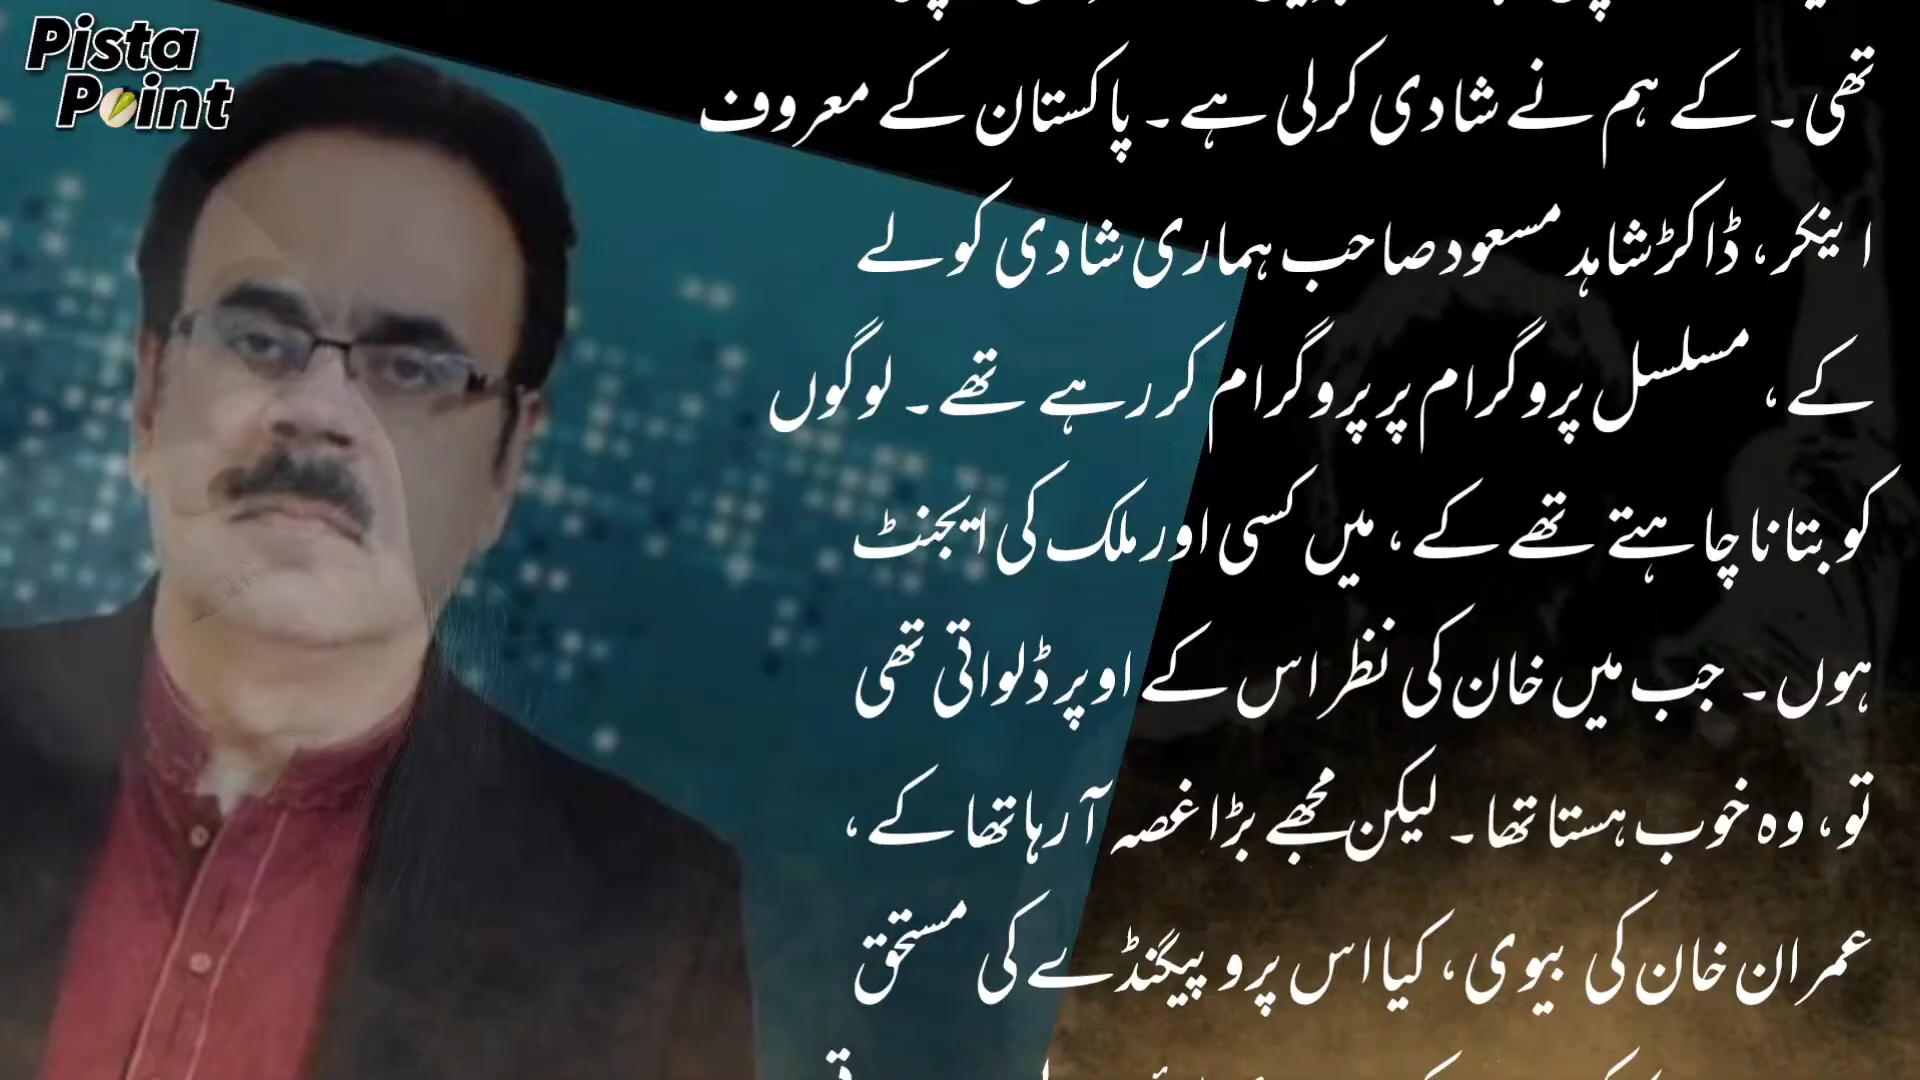 Pista
Point
تھی۔ کے ہم نے شادی کرلی ہے۔ پاکستان کے معروف
اینکر، ڈاکڑشاہد مسعود صاحب ہماری شادی کو لے
کے، مسلسل پروگرام پر پروگرام کر رہے تھے۔ لوگوں
کو بتانا چاہتے تھے کے، میں کسی اور ملک کی ایجنٹ
ہوں۔ جب میں خان کی نظر اس کے اوپر ڈلواتی تھی
تو، وہ خوب ہستا تھا۔ لیکن مجھے بڑا غصہ آ رہا تھا کے،
عمران خان کی بیوی، کیا اس پروپیگنڈے کی مستحق